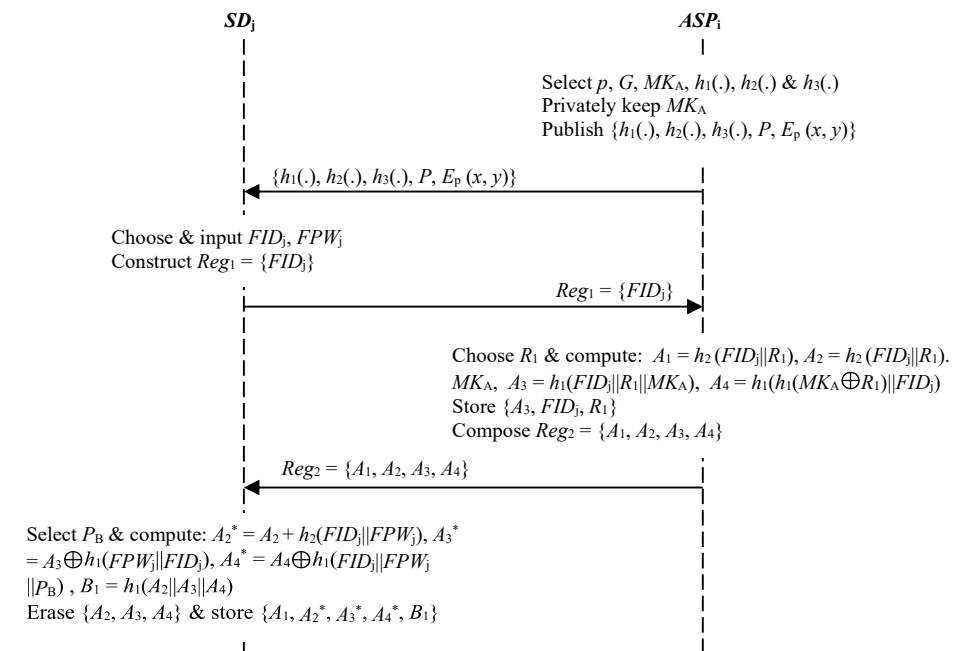 SDj ASPi
Select p, G, MKA, h1(.), h2(.) & h3(.)
Privately keep MKA
Publish {h1(.), h2(.), h3(.), P, Ep (x, y)}
{h1(.), h2(.), h3(.), P, Ep (x, y)}
Choose & input FIDj, FPWj
Construct Reg1 = {FIDj}
Reg1 = {FIDj}
Choose R1 & compute: A1 = h2 (FIDj||R1), A2 = h2 (FIDj||R1).
MKA, A3 = h1(FIDj||R1||MKA), A4 = h1(h1(MKA⊕R1)||FIDj)
Store {A3, FIDj, R1}
Compose Reg2 = {A1, A2, A3, A4}
Reg2 = {A1, A2, A3, A4}
Select PB & compute: A2* = A2 + h2(FIDj||FPWj), A3*
= A3⊕h1(FPWj||FIDj), A4* = A4⊕h1(FIDj||FPWj
||PB) , B1 = h1(A2||A3||A4)
Erase {A2, A3, A4} & store {A1, A2*, A3*, A4*, B1}